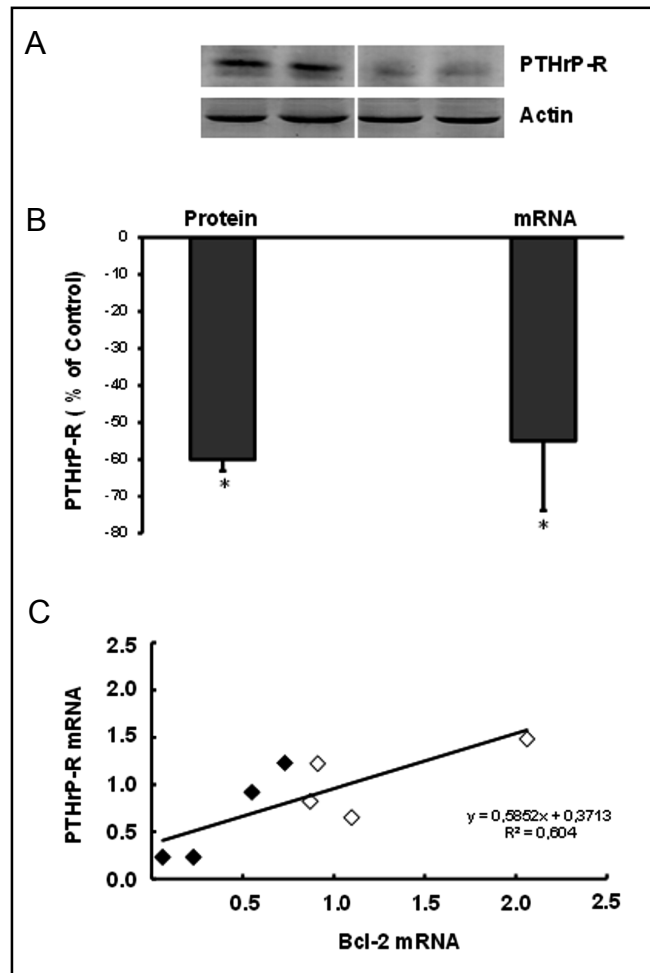 A
PTHrP-R
Actin
B
Protein mRNA
PTHrP-R ( % of Control)
0
-10
-20
-30
-40
-50
-60
-70
-80
*
*
C
PTHrP-R mRNA
2.5
2.0
1.5
1.0
0.5
0.0
y = 0,5852x + 0,3713
R² = 0,604
0.5 1.0 2.0 2.5
Bcl-2 mRNA